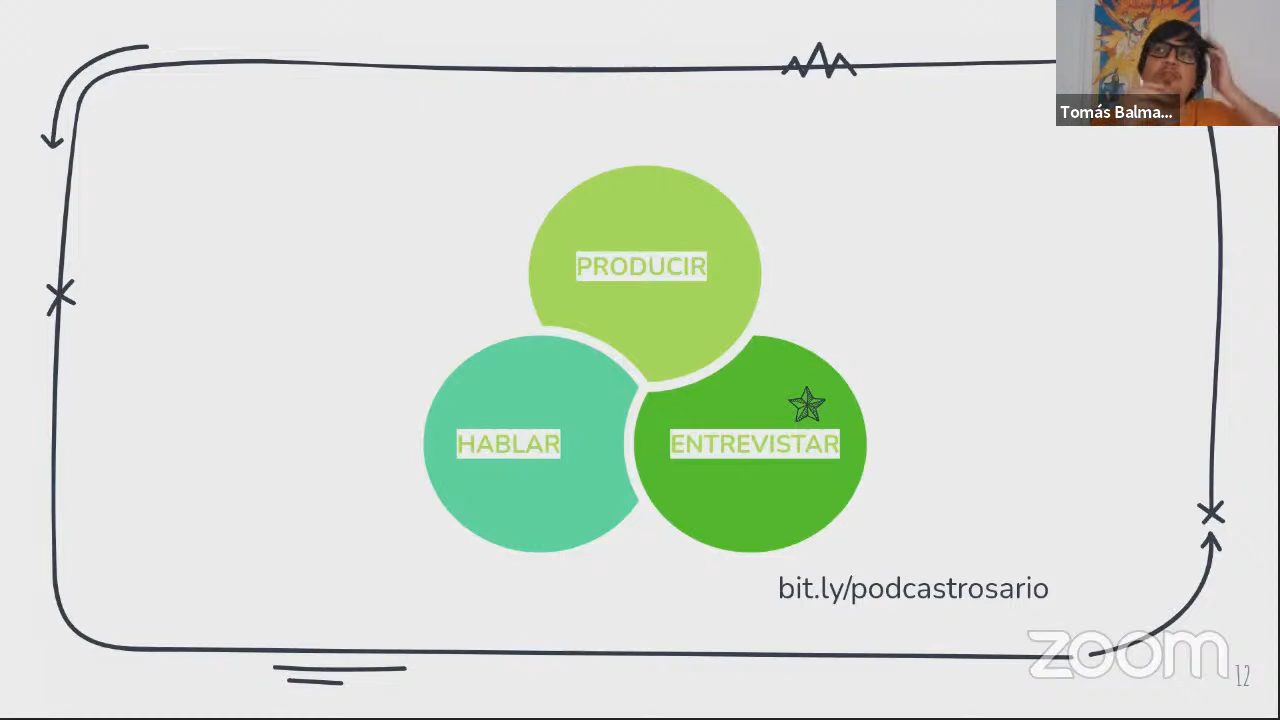 Tomás Balma...
PRODUCIR
HABLAR
ENTREVISTAR
bit.ly/podcastrosario
zoom
12